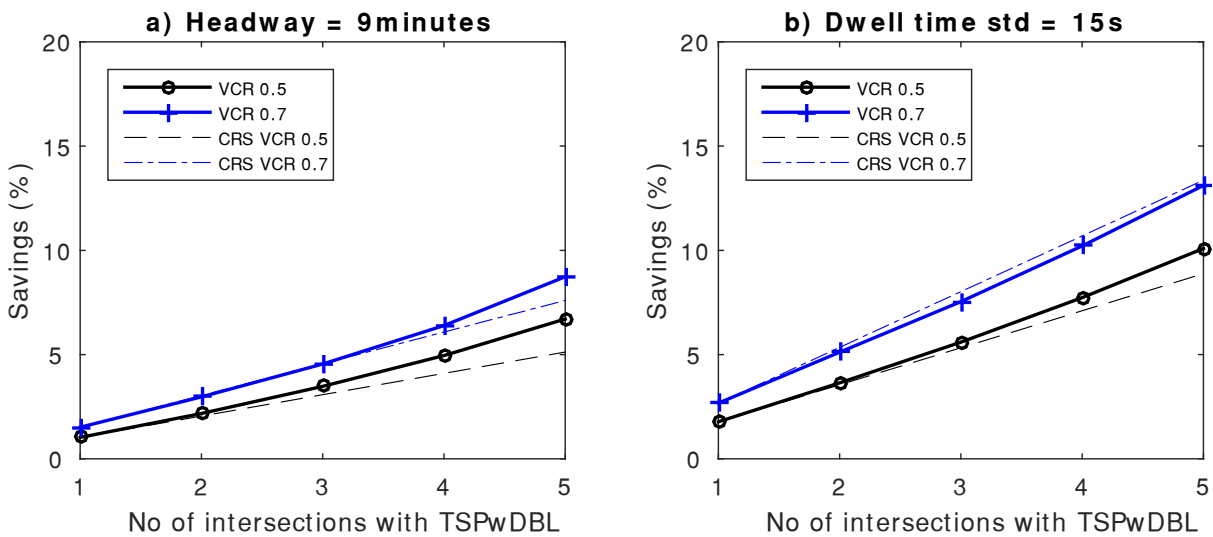 a) Headway = 9minutes
20
15
10
5
0
Savings (%)
VCR 0.5
VCR 0.7
CRS VCR 0.5
CRS VCR 0.7
1 2 3 4 5
No of intersections with TSPwDBL
b) Dwell time std = 15s
20
15
10
5
0
Savings (%)
VCR 0.5
VCR 0.7
CRS VCR 0.5
CRS VCR 0.7
1 2 3 4 5
No of intersections with TSPwDBL